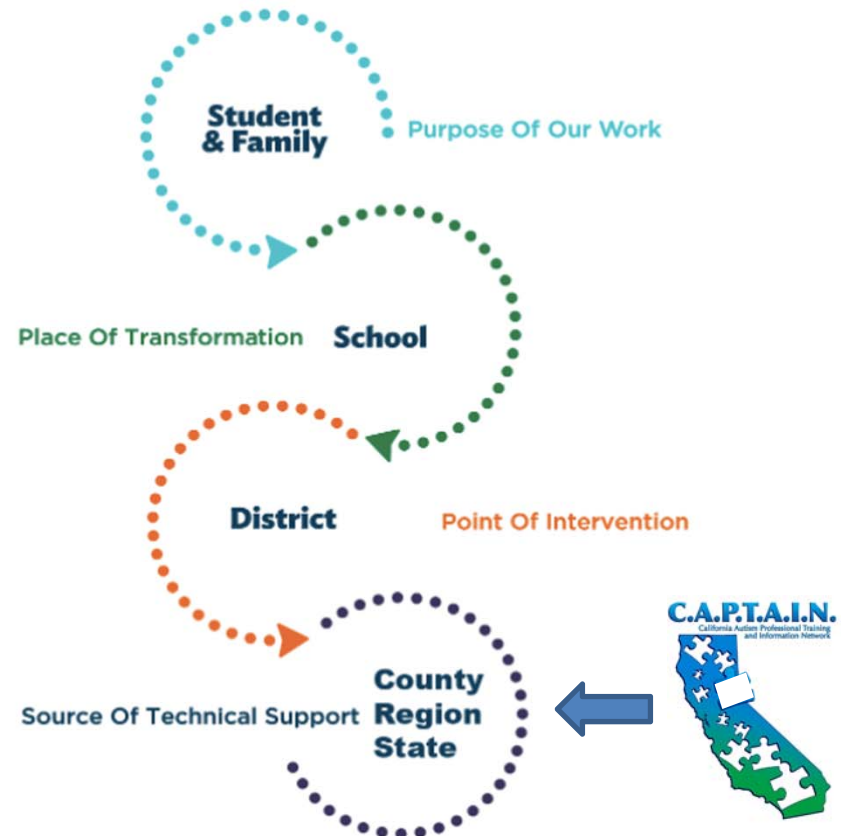 Student
& Family
Purpose Of Our Work
Place Of Transformation
School
District
Point Of Intervention
C.A.P.T.A.I.N.
California Autism Professional Training
and Information Network
Source Of Technical Support
County
Region
State